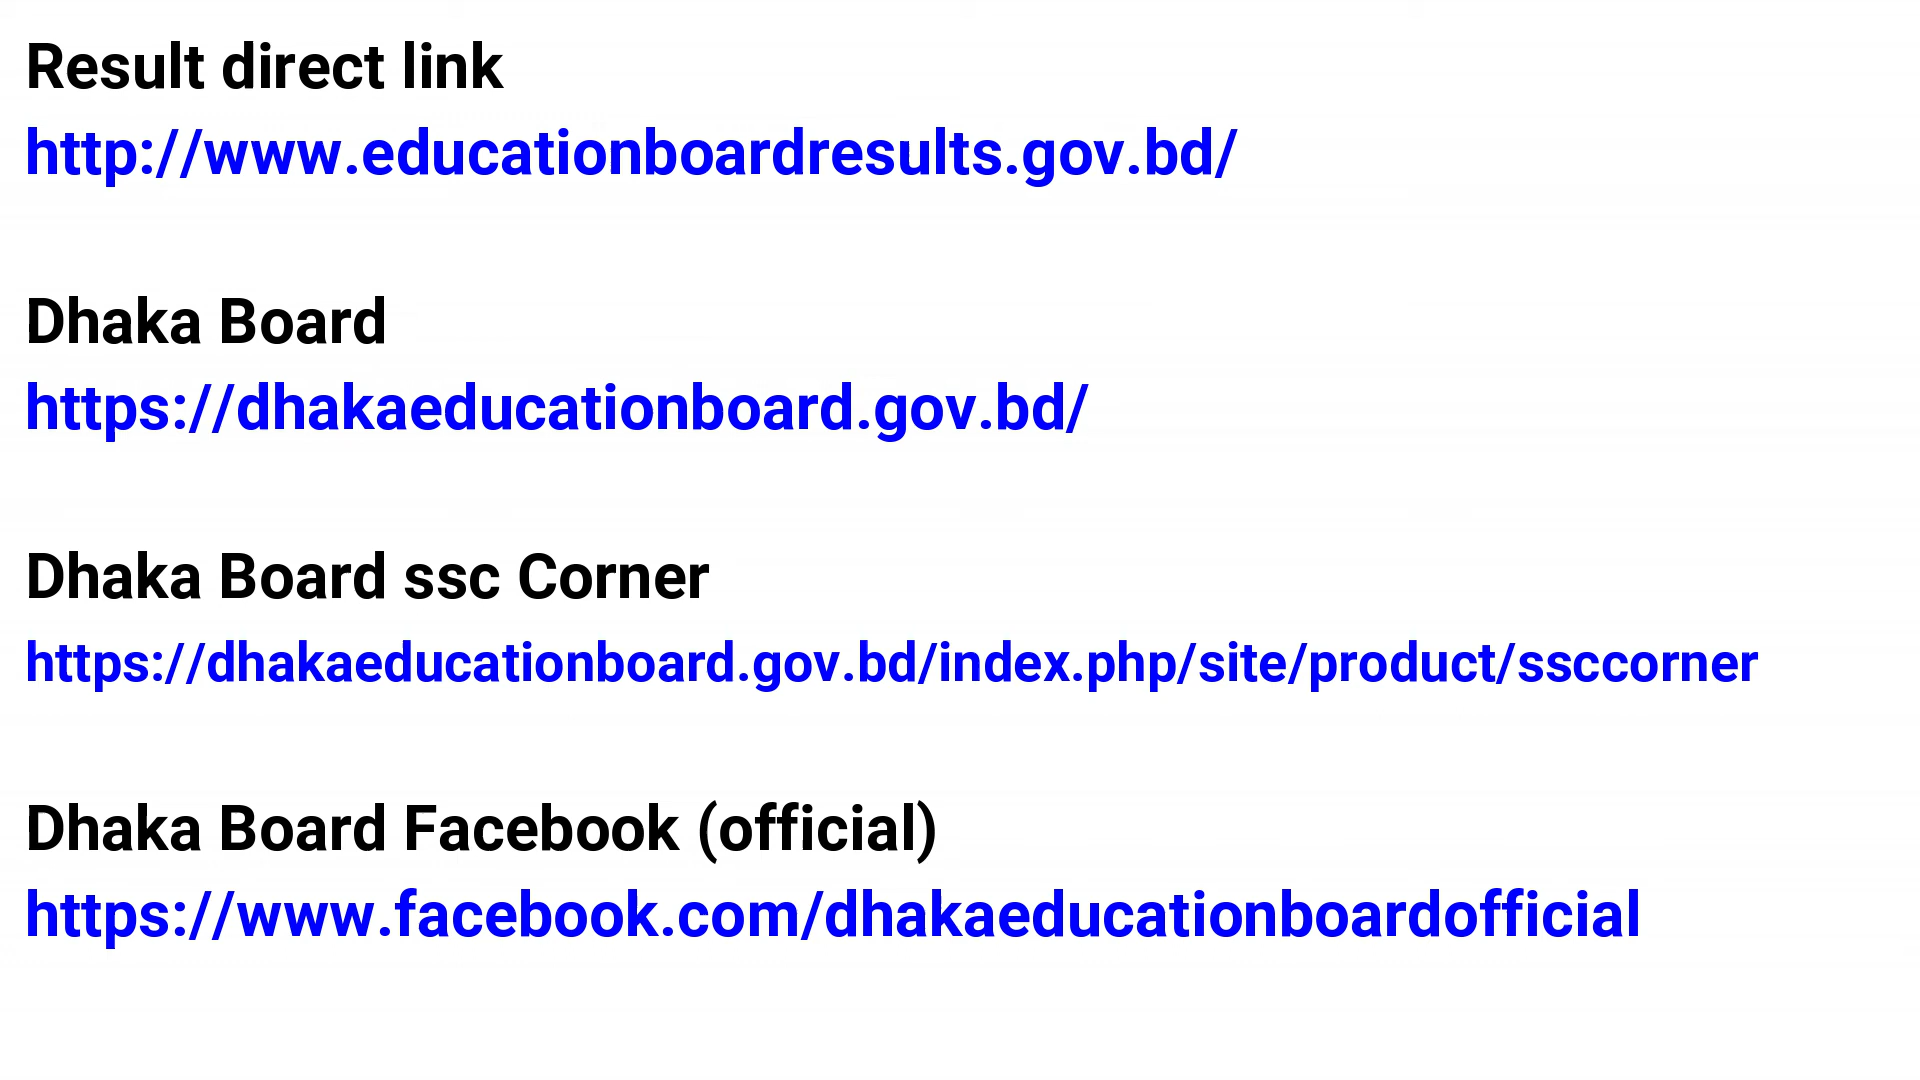 Result direct link
http://www.educationboardresults.gov.bd/
Dhaka Board
https://dhakaeducationboard.gov.bd/
Dhaka Board ssc Corner
https://dhakaeducationboard.gov.bd/index.php/site/product/ssccorner
Dhaka Board Facebook (official)
https://www.facebook.com/dhakaeducationboardofficial